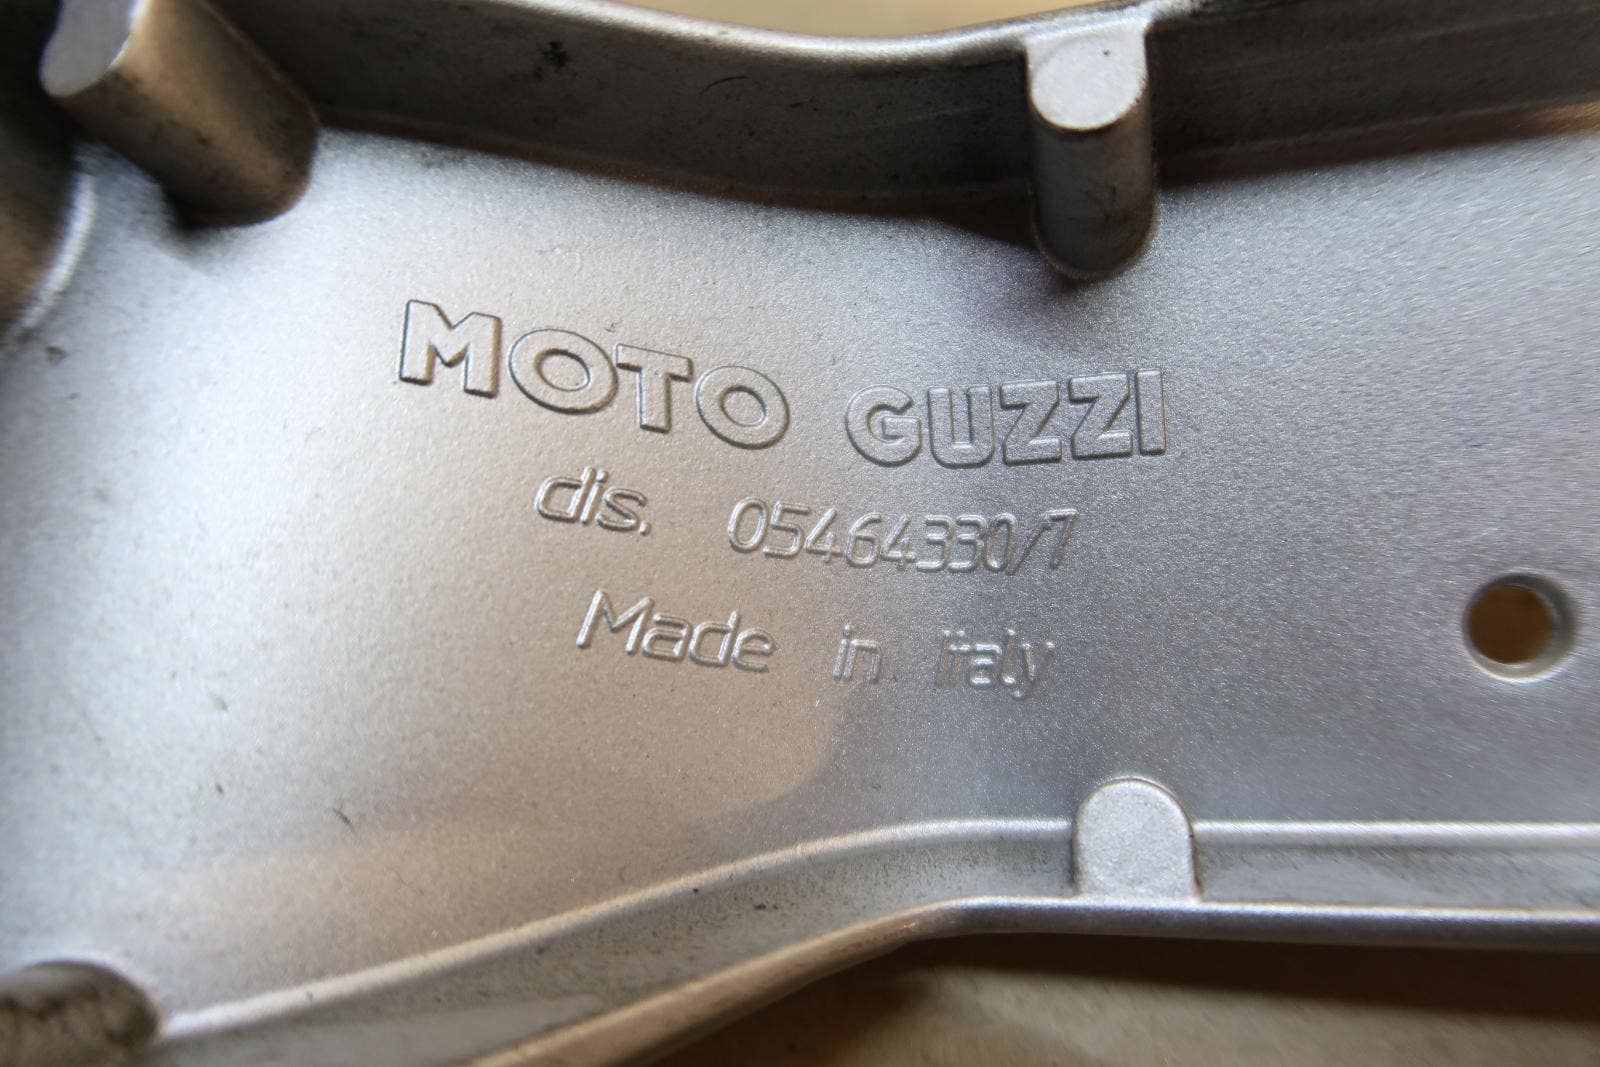 MOTO GUZZI
dis. 05464330/7
Made in Italy